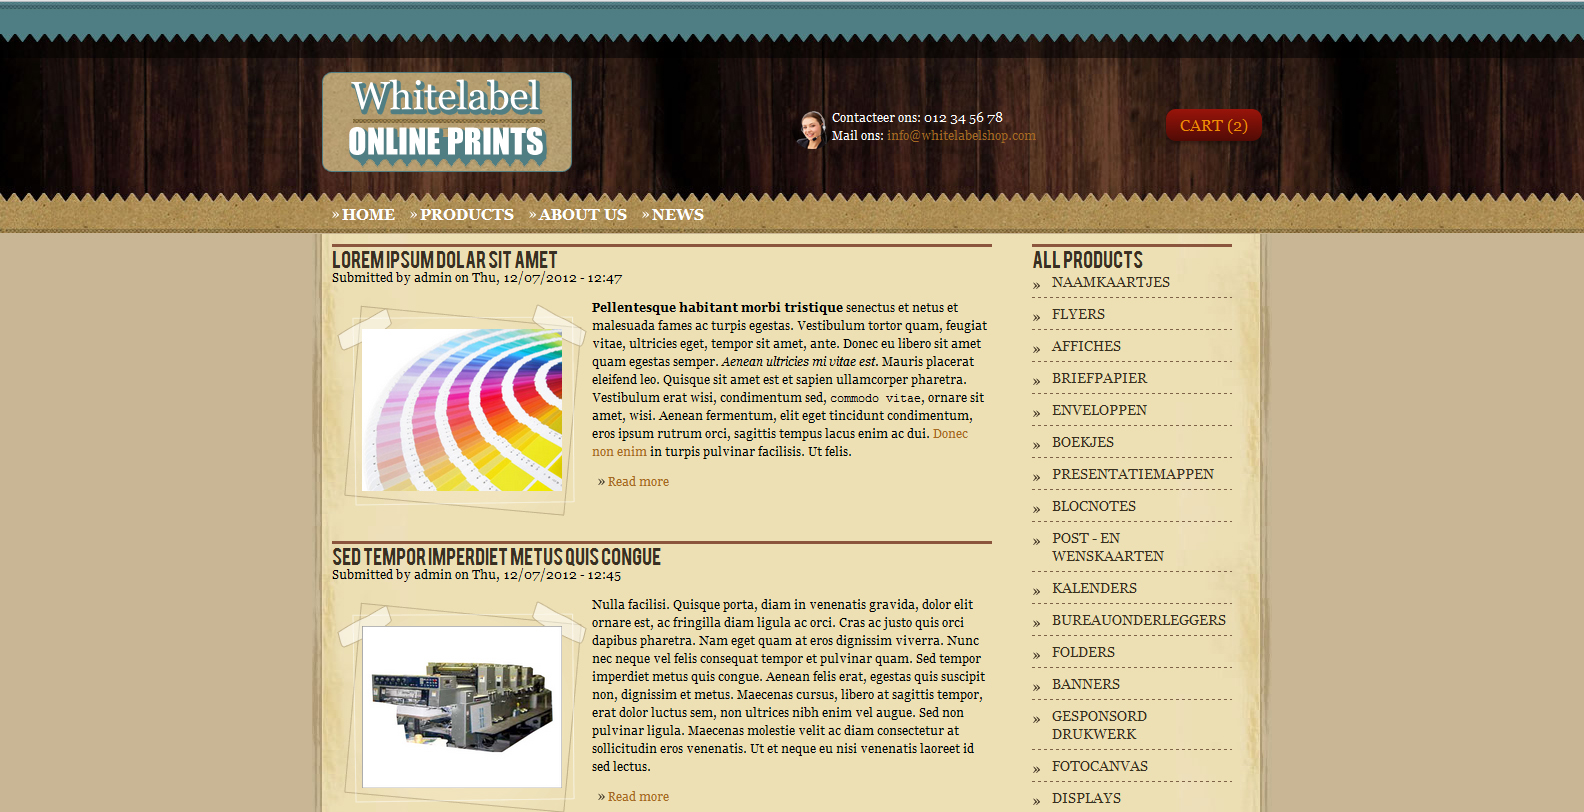 Whitelabel
ONLINE PRINTS
Contacteer ons: 012 34 56 78
Mail ons: info@whitelabelshop.com
CART (2)
» HOME » PRODUCTS » ABOUT US » NEWS
LOREM IPSUM DOLAR SIT AMET
Submitted by admin on Thu, 12/07/2012 - 12:47
Pellentesque habitant morbi tristique senectus et netus et
malesuada fames ac turpis egestas. Vestibulum tortor quam, feugiat
vitae, ultricies eget, tempor sit amet, ante. Donec eu libero sit amet
quam egestas semper. Aenean ultricies mi vitae est. Mauris placerat
eleifend leo. Quisque sit amet est et sapien ullamcorper pharetra.
Vestibulum erat wisi, condimentum sed, commodo vitae, ornare sit
amet, wisi. Aenean fermentum, elit eget tincidunt condimentum,
eros ipsum rutrum orci, sagittis tempus lacus enim ac dui. Donec
non enim in turpis pulvinar facilisis. Ut felis.
» Read more
SED TEMPOR IMPERDIET METUS QUIS CONGUE
Submitted by admin on Thu, 12/07/2012 - 12:45
Nulla facilisi. Quisque porta, diam in venenatis gravida, dolor elit
ornare est, ac fringilla diam ligula ac orci. Cras ac justo quis orci
dapibus pharetra. Nam eget quam at eros dignissim viverra. Nunc
nec neque vel felis consequat tempor et pulvinar quam. Sed tempor
imperdiet metus quis congue. Aenean felis erat, egestas quis suscipit
non, dignissim et metus. Maecenas cursus, libero at sagittis tempor,
erat dolor luctus sem, non ultrices nibh enim vel augue. Sed non
pulvinar ligula. Maecenas molestie velit ac diam consectetur at
sollicitudin eros venenatis. Ut et neque eu nisi venenatis laoreet id
sed lectus.
» Read more
ALL PRODUCTS
» NAAMKAARTJES
» FLYERS
» AFFICHES
» BRIEFPAPIER
» ENVELOPPEN
» BOEKJES
» PRESENTATIEMAPPEN
» BLOCNOTES
» POST - EN
WENSKAARTEN
» KALENDERS
» BUREAUONDERLEGGERS
» FOLDERS
» BANNERS
» GESPONSORD
DRUKWERK
» FOTOCANVAS
» DISPLAYS